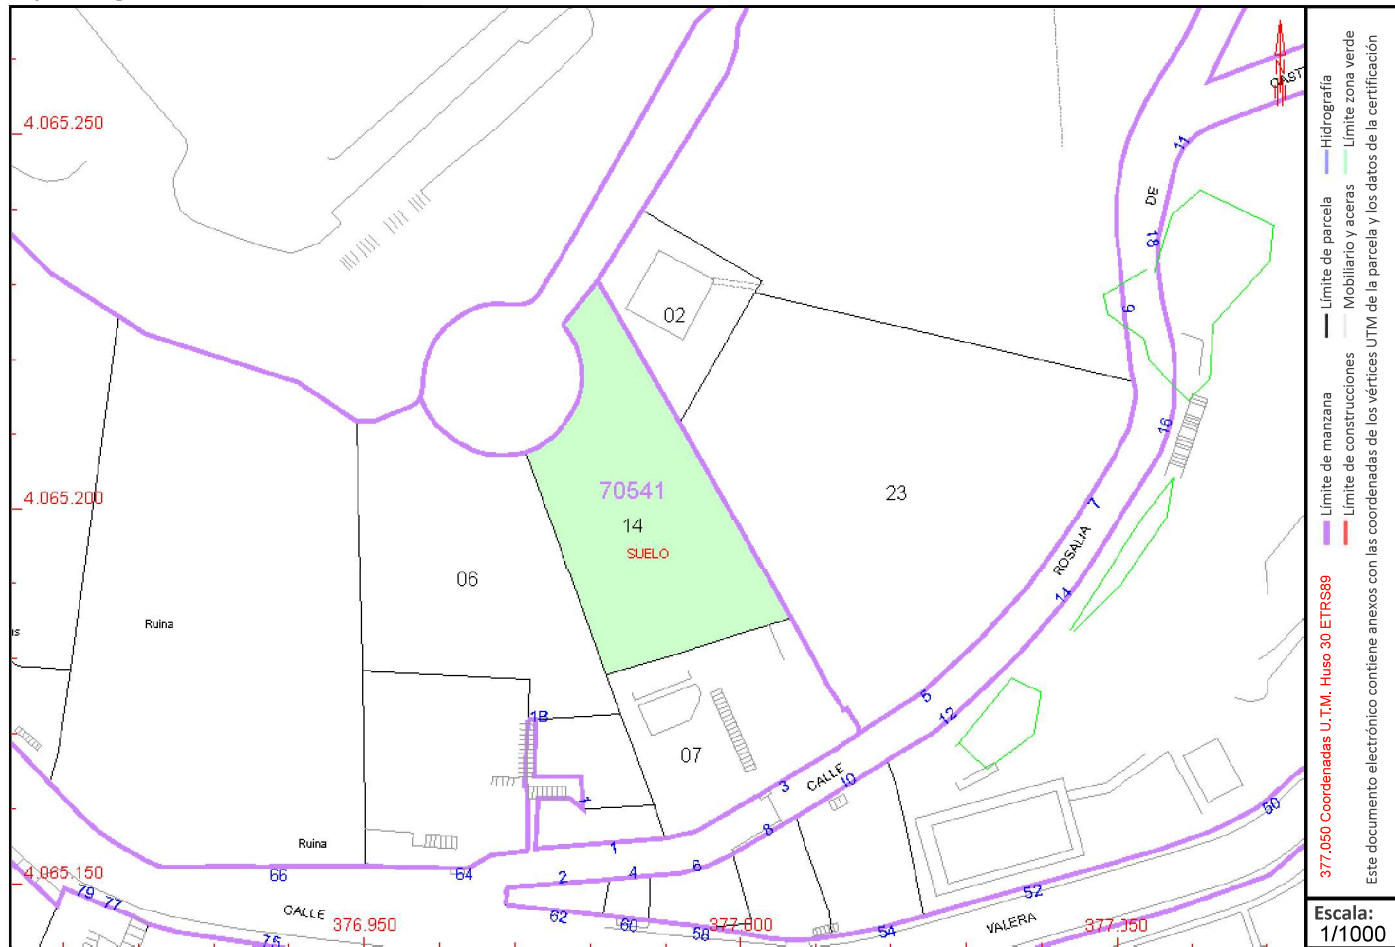 4.065.250
CAST
11
DE
18
9
02
4.065.200
70541
14
SUELO
23
16
7
ROSALIA
14
06
Ruina
5
12
1B
07
3
CALLE
10
8
Ruina
1
66
64
2
4
6
4.065.150
79
77
CALLE
75
376.950
62
60
58
377.000
54
52
VALERA
50
Límite de manzana
Límite de parcela
Hidrografía
Límite de construcciones
Mobiliario y aceras
Límite zona verde
377.050 Coordenadas U.T.M. Huso 30 ETRS89
Este documento electrónico contiene anexos con las coordenadas de los vértices UTM de la parcela y los datos de la certificación
Escala:
1/1000